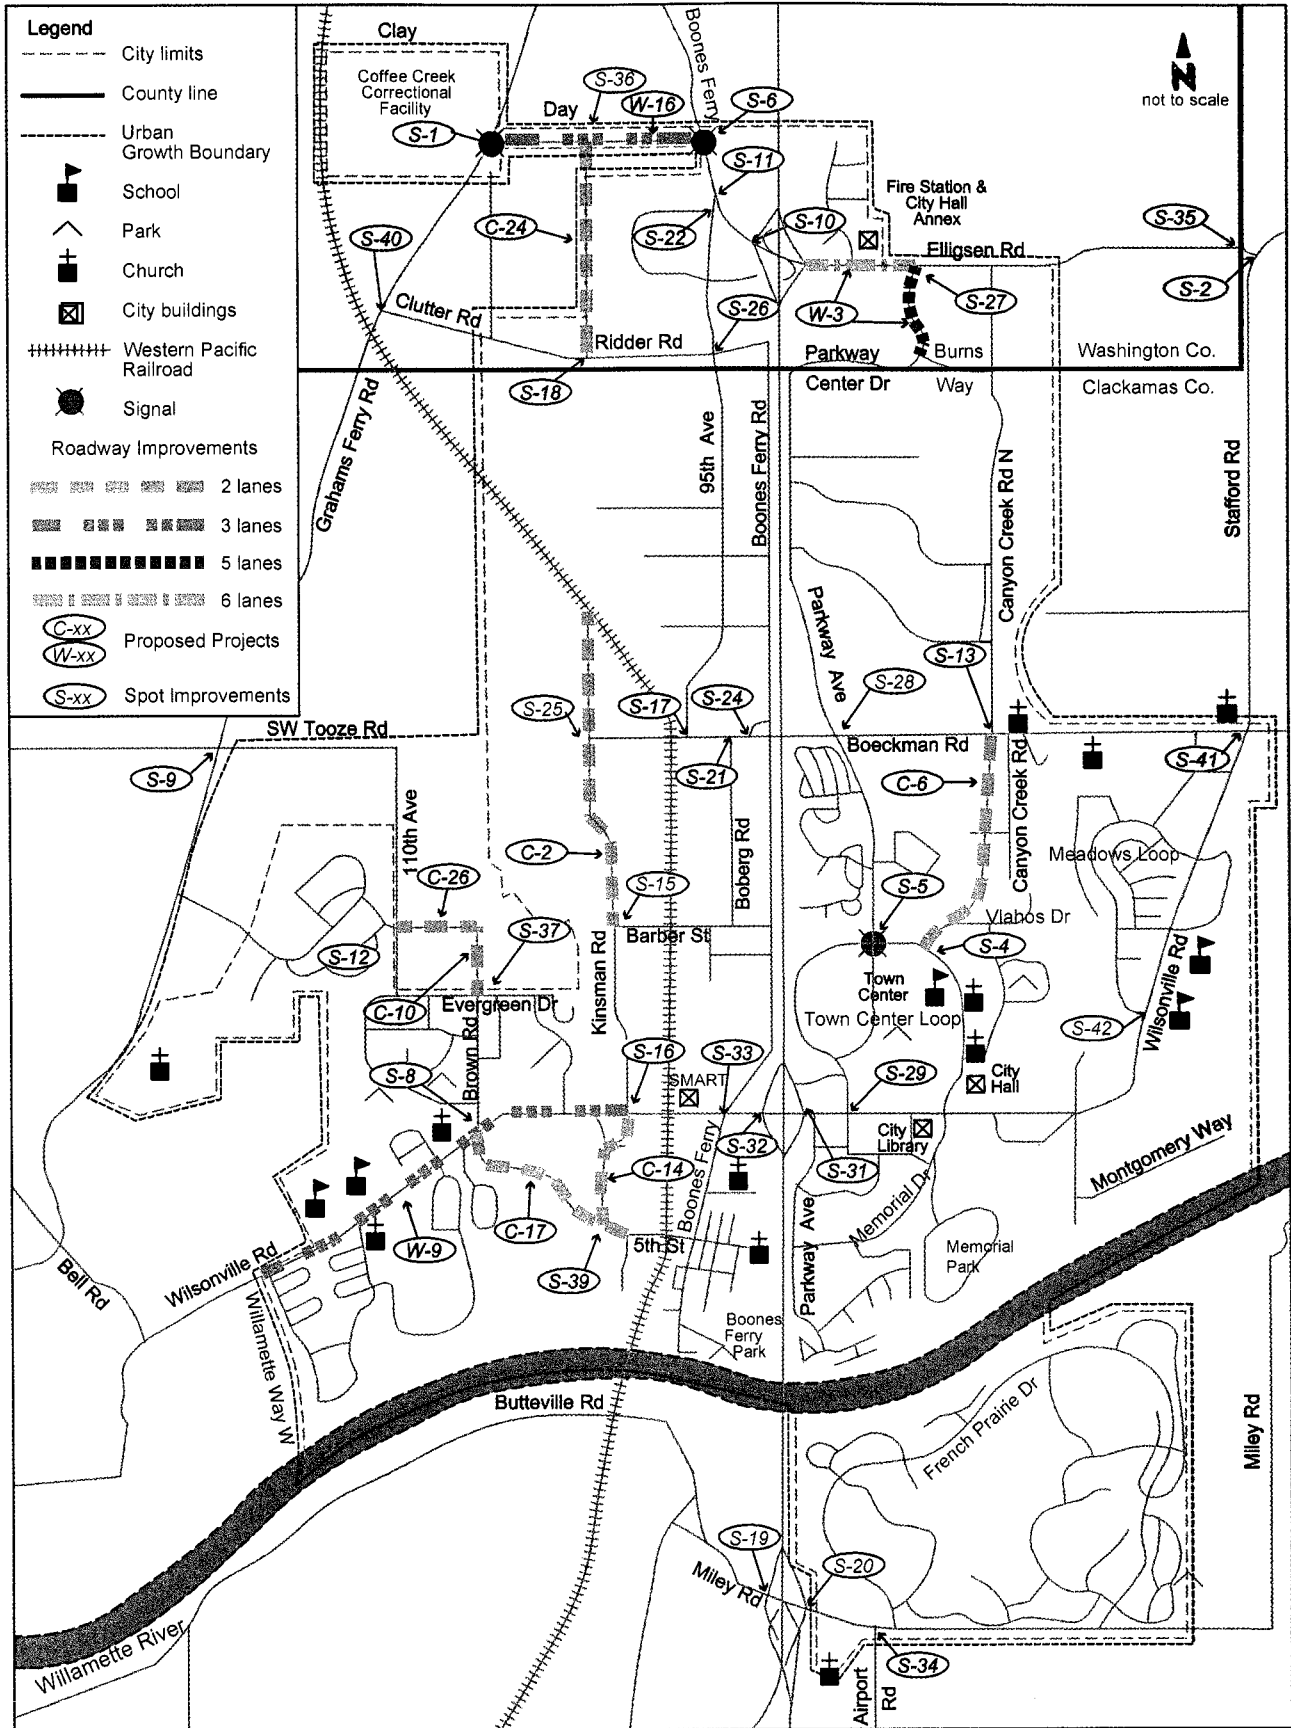 Legend
City limits
County line
Urban
Growth Boundary
School
Park
Church
City buildings
Western Pacific
Railroad
Signal
Roadway Improvements
2 lanes
3 lanes
5 lanes
6 lanes
C-xx
W-xx
Proposed Projects
S-xx
Spot Improvements
N
not to scale
Clay
Coffee Creek
Correctional
Facility
S-1
Day
S-36
W-16
Boones Ferry
S-6
S-11
S-10
S-22
C-24
S-40
Fire Station &
City Hall
Annex
Elligsen Rd
S-35
S-2
S-27
W-3
S-26
Clutter Rd
Ridder Rd
S-18
Parkway
Center Dr
Burns
Way
Washington Co.
Clackamas Co.
Grahams Ferry Rd
95th Ave
Boones Ferry Rd
Canyon Creek Rd N
Stafford Rd
Parkway Ave
S-13
S-28
S-25
S-17
S-24
SW Tooze Rd
Boeckman Rd
S-9
S-21
S-41
C-6
110th Ave
C-2
Boberg Rd
Canyon Creek Rd
Meadows Loop
C-26
S-15
S-5
Vlahos Dr
S-37
Barber St
S-4
S-12
Kinsman Rd
Town
Center
Town Center Loop
C-10
Evergreen Dr
Brown Rd
Wilsonville Rd
S-42
S-8
S-16
S-33
SMART
S-29
City
Hall
City
Library
S-32
S-31
C-14
Boones Ferry
Montgomery Way
Memorial Dr
Memorial
Park
C-17
W-9
5th St
S-39
Parkway Ave
Bell Rd
Wilsonville Rd
Willamette Way W
Boones
Ferry
Park
Butteville Rd
French Prairie Dr
Miley Rd
S-19
S-20
Miley Rd
Willamette River
S-34
Airport
Rd